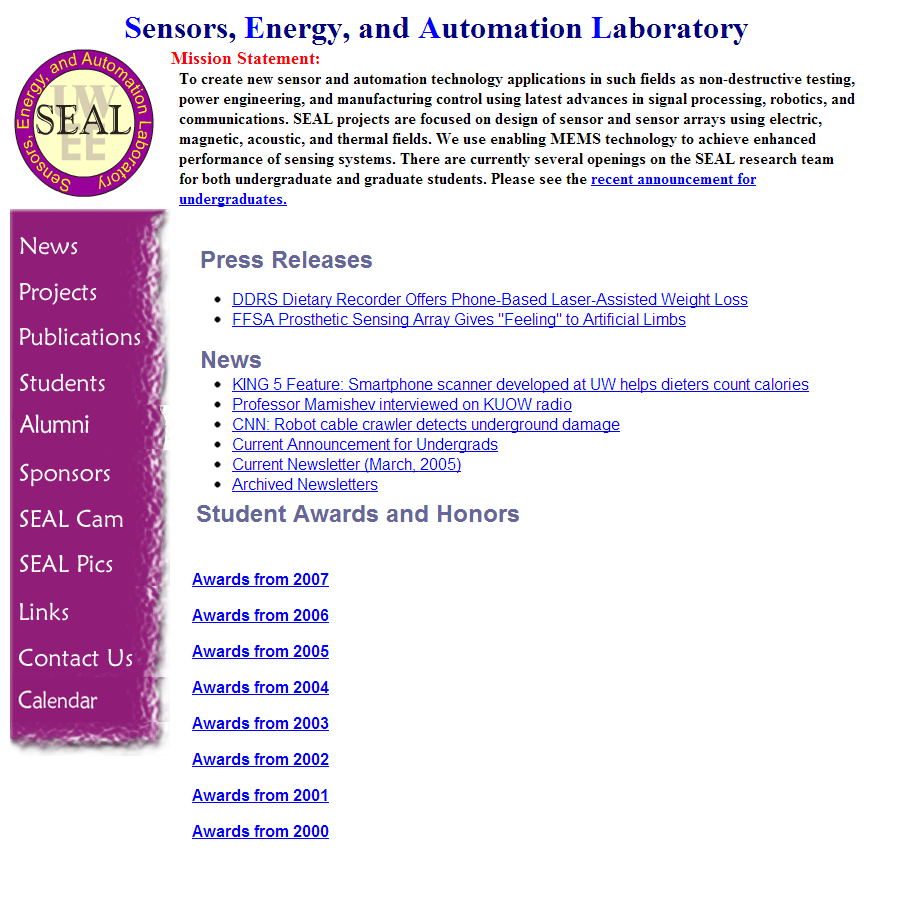 Sensors, Energy, and Automation Laboratory
Mission Statement:
To create new sensor and automation technology applications in such fields as non-destructive testing,
power engineering, and manufacturing control using latest advances in signal processing, robotics, and
communications. SEAL projects are focused on design of sensor and sensor arrays using electric,
magnetic, acoustic, and thermal fields. We use enabling MEMS technology to achieve enhanced
performance of sensing systems. There are currently several openings on the SEAL research team
for both undergraduate and graduate students. Please see the recent announcement for
undergraduates.
Sensors, Energy, and Automation Laboratory
UW
SEAL
EE
News
Projects
Publications
Students
Alumni
Sponsors
SEAL Cam
SEAL Pics
Links
Contact Us
Calendar
Press Releases
DDRS Dietary Recorder Offers Phone-Based Laser-Assisted Weight Loss
FFSA Prosthetic Sensing Array Gives "Feeling" to Artificial Limbs
News
KING 5 Feature: Smartphone scanner developed at UW helps dieters count calories
Professor Mamishev interviewed on KUOW radio
CNN: Robot cable crawler detects underground damage
Current Announcement for Undergrads
Current Newsletter (March, 2005)
Archived Newsletters
Student Awards and Honors
Awards from 2007
Awards from 2006
Awards from 2005
Awards from 2004
Awards from 2003
Awards from 2002
Awards from 2001
Awards from 2000